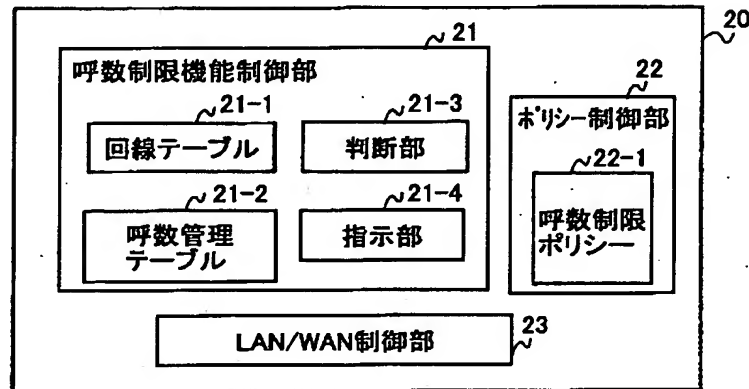 20
21
呼数制限機能制御部
21-1
回線テーブル
21-3
判断部
21-2
呼数管理
テーブル
21-4
指示部
22
ポリシー制御部
22-1
呼数制限
ポリシー
LAN/WAN制御部
23